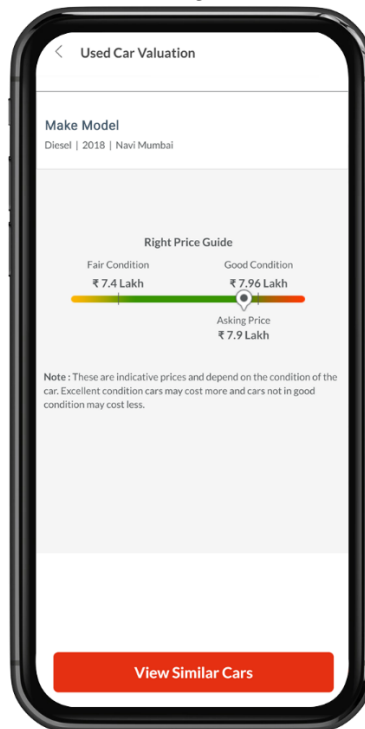 Used Car Valuation
Make Model
Diesel | 2018 | Navi Mumbai
Right Price Guide
Fair Condition Good Condition
₹ 7.4 Lakh ₹ 7.96 Lakh
Asking Price
₹ 7.9 Lakh
Note : These are indicative prices and depend on the condition of the
car. Excellent condition cars may cost more and cars not in good
condition may cost less.
View Similar Cars